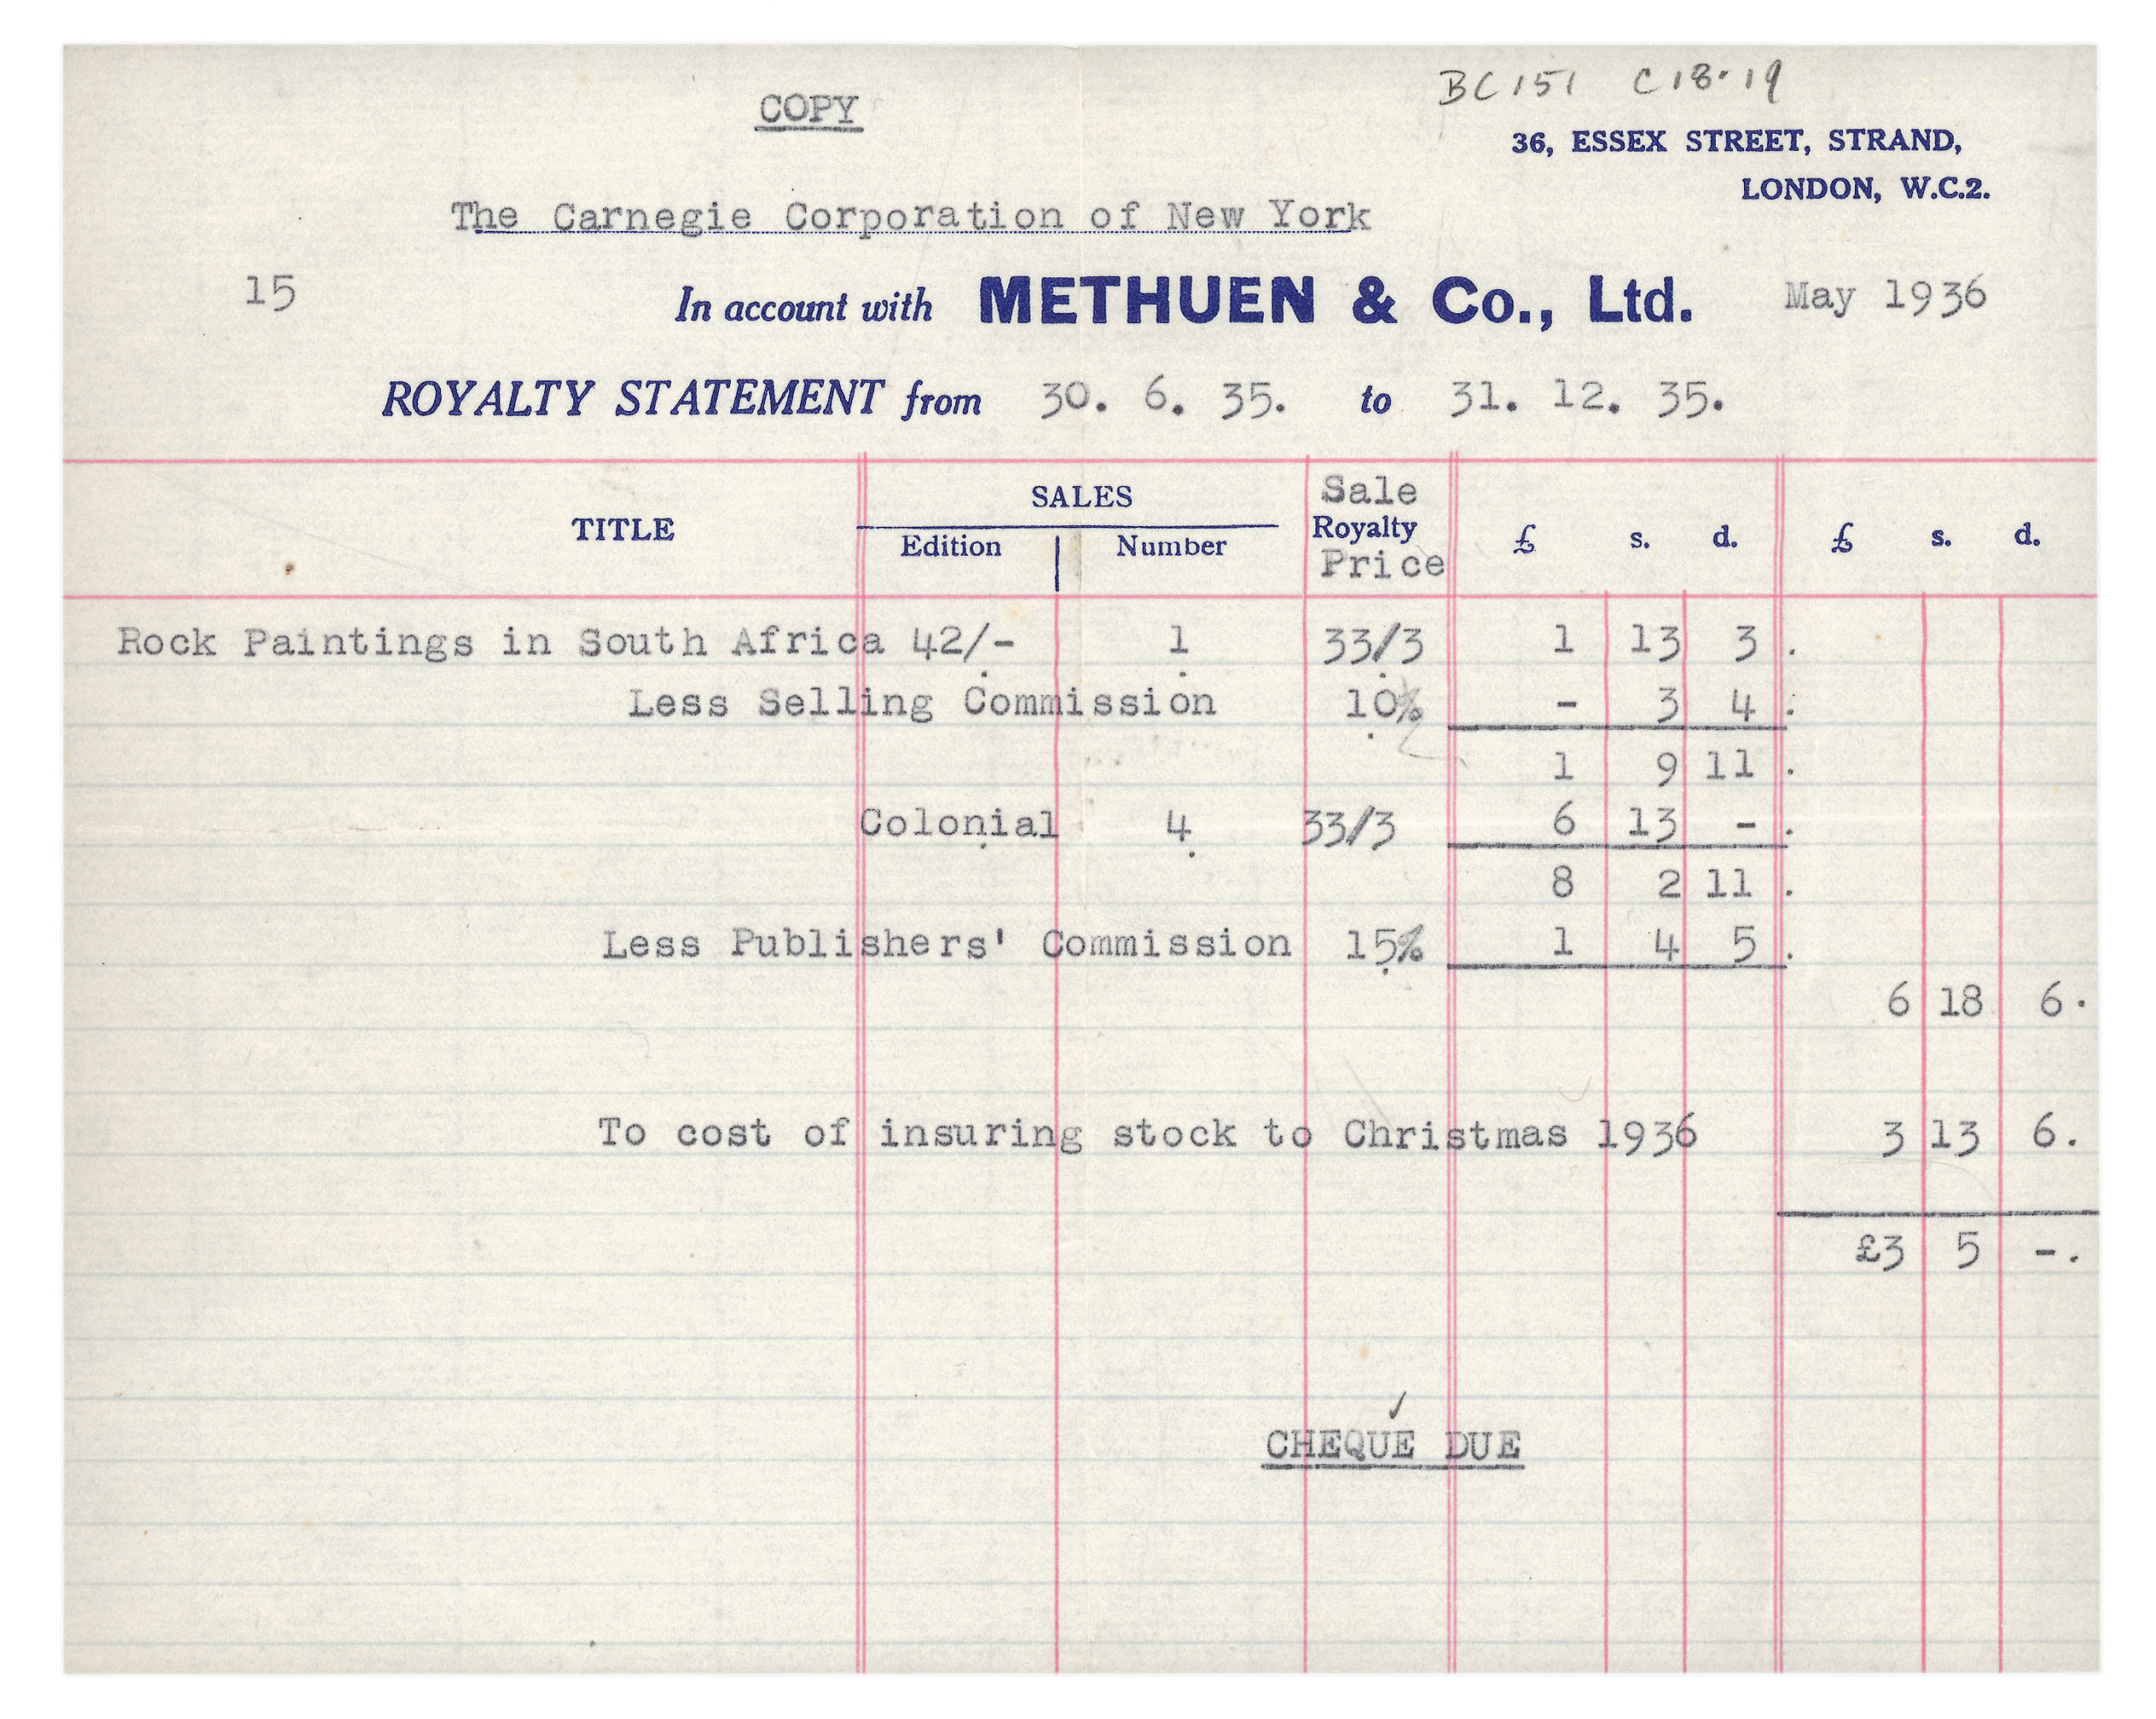 BC151 C18.19
COPY
36, ESSEX STREET, STRAND,
LONDON, W.C.2.
The Carnegie Corporation of New York
15 In account with METHUEN & Co., Ltd. May 1936
ROYALTY STATEMENT from 30. 6. 35. to 31. 12. 35.
TITLE SALES Edition Number Sale Royalty Price £ s. d. £ s. d.
Rock Paintings in South Africa 42/- 1 33/3 1 13 3.
Less Selling Commission 10% - 3 4.
1 9 11.
Colonial 4 33/3 6 13 -.
8 2 11.
Less Publishers' Commission 15% 1 4 5.
6 18 6.
To cost of insuring stock to Christmas 1936 3 13 6.
£3 5 -.
✓
CHEQUE DUE